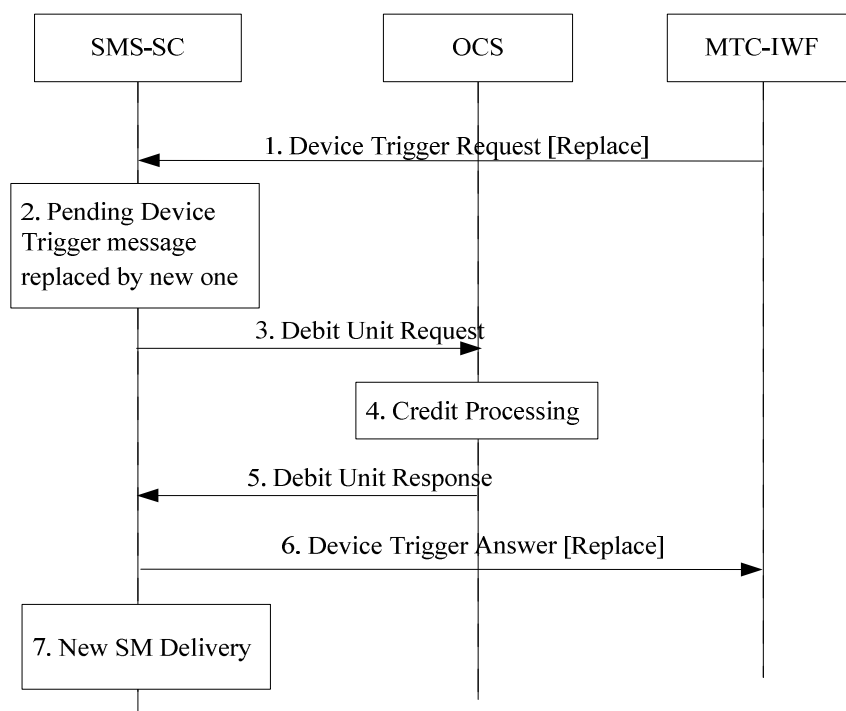 SMS-SC
OCS
MTC-IWF
1. Device Trigger Request [Replace]
2. Pending Device
Trigger message
replaced by new one
3. Debit Unit Request
4. Credit Processing
5. Debit Unit Response
6. Device Trigger Answer [Replace]
7. New SM Delivery